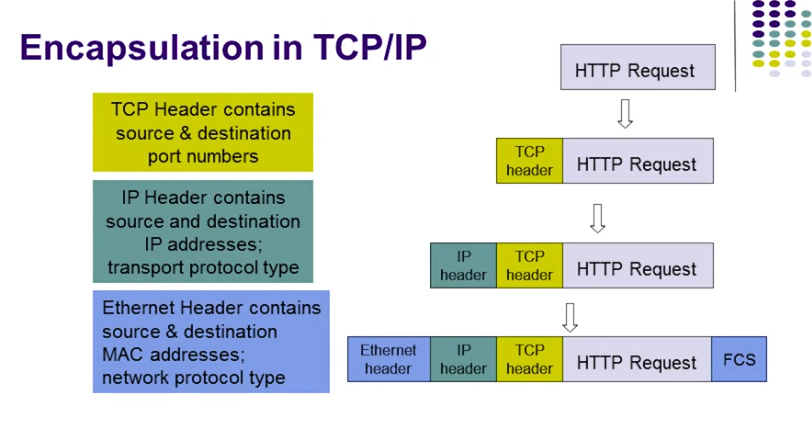 Encapsulation in TCP/IP
TCP Header contains
source & destination
port numbers
IP Header contains
source and destination
IP addresses;
transport protocol type
Ethernet Header contains
source & destination
MAC addresses;
network protocol type
HTTP Request
TCP
header
HTTP Request
IP
header
TCP
header
HTTP Request
Ethernet
header
IP
header
TCP
header
HTTP Request
FCS